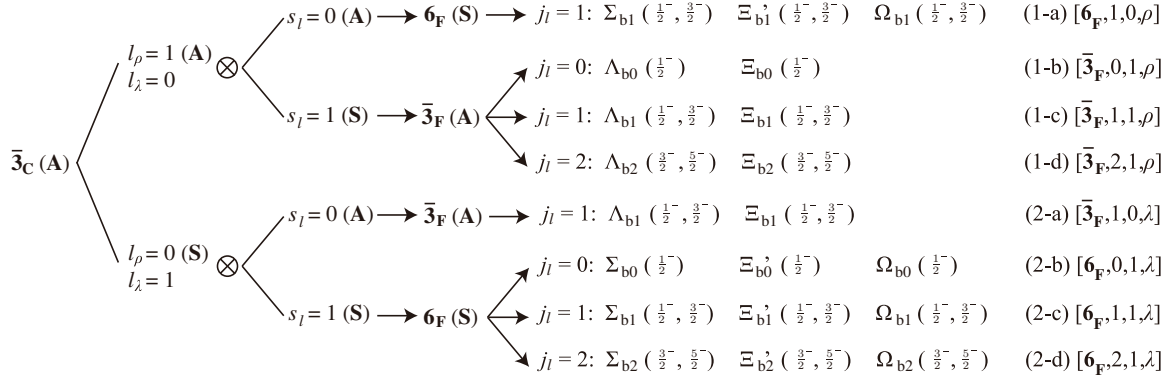 s_l = 0 (A) → 6_F (S) → j_l = 1: Σ_b1 ( 1/2⁻, 3/2⁻ ) Ξ'_b1 ( 1/2⁻, 3/2⁻ ) Ω_b1 ( 1/2⁻, 3/2⁻ ) (1-a) [6_F,1,0,ρ]
l_ρ = 1 (A) ⊗
l_λ = 0
j_l = 0: Λ_b0 ( 1/2⁻ ) Ξ_b0 ( 1/2⁻ ) (1-b) [3̄_F,0,1,ρ]
s_l = 1 (S) → 3̄_F (A) j_l = 1: Λ_b1 ( 1/2⁻, 3/2⁻ ) Ξ_b1 ( 1/2⁻, 3/2⁻ ) (1-c) [3̄_F,1,1,ρ]
j_l = 2: Λ_b2 ( 3/2⁻, 5/2⁻ ) Ξ_b2 ( 3/2⁻, 5/2⁻ ) (1-d) [3̄_F,2,1,ρ]
3̄_C (A)
s_l = 0 (A) → 3̄_F (A) → j_l = 1: Λ_b1 ( 1/2⁻, 3/2⁻ ) Ξ_b1 ( 1/2⁻, 3/2⁻ ) (2-a) [3̄_F,1,0,λ]
l_ρ = 0 (S) ⊗
l_λ = 1
j_l = 0: Σ_b0 ( 1/2⁻ ) Ξ'_b0 ( 1/2⁻ ) Ω_b0 ( 1/2⁻ ) (2-b) [6_F,0,1,λ]
s_l = 1 (S) → 6_F (S) j_l = 1: Σ_b1 ( 1/2⁻, 3/2⁻ ) Ξ'_b1 ( 1/2⁻, 3/2⁻ ) Ω_b1 ( 1/2⁻, 3/2⁻ ) (2-c) [6_F,1,1,λ]
j_l = 2: Σ_b2 ( 3/2⁻, 5/2⁻ ) Ξ'_b2 ( 3/2⁻, 5/2⁻ ) Ω_b2 ( 3/2⁻, 5/2⁻ ) (2-d) [6_F,2,1,λ]